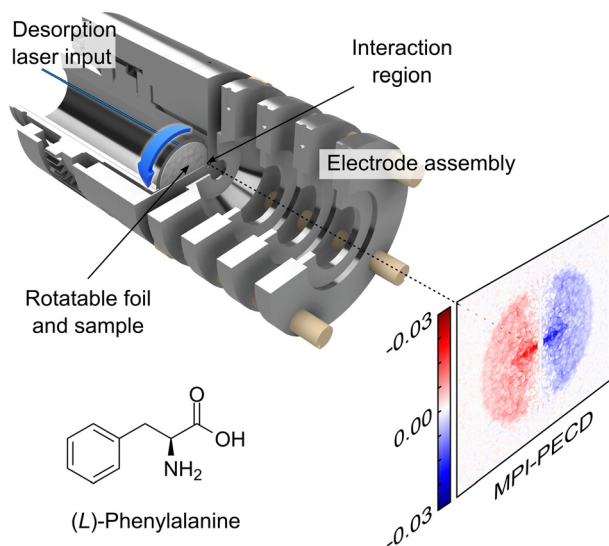 Desorption
laser input
Interaction
region
Electrode assembly
Rotatable foil
and sample
-0.03
0.00
-0.03
MPI-PECD
O
OH
NH2
(L)-Phenylalanine